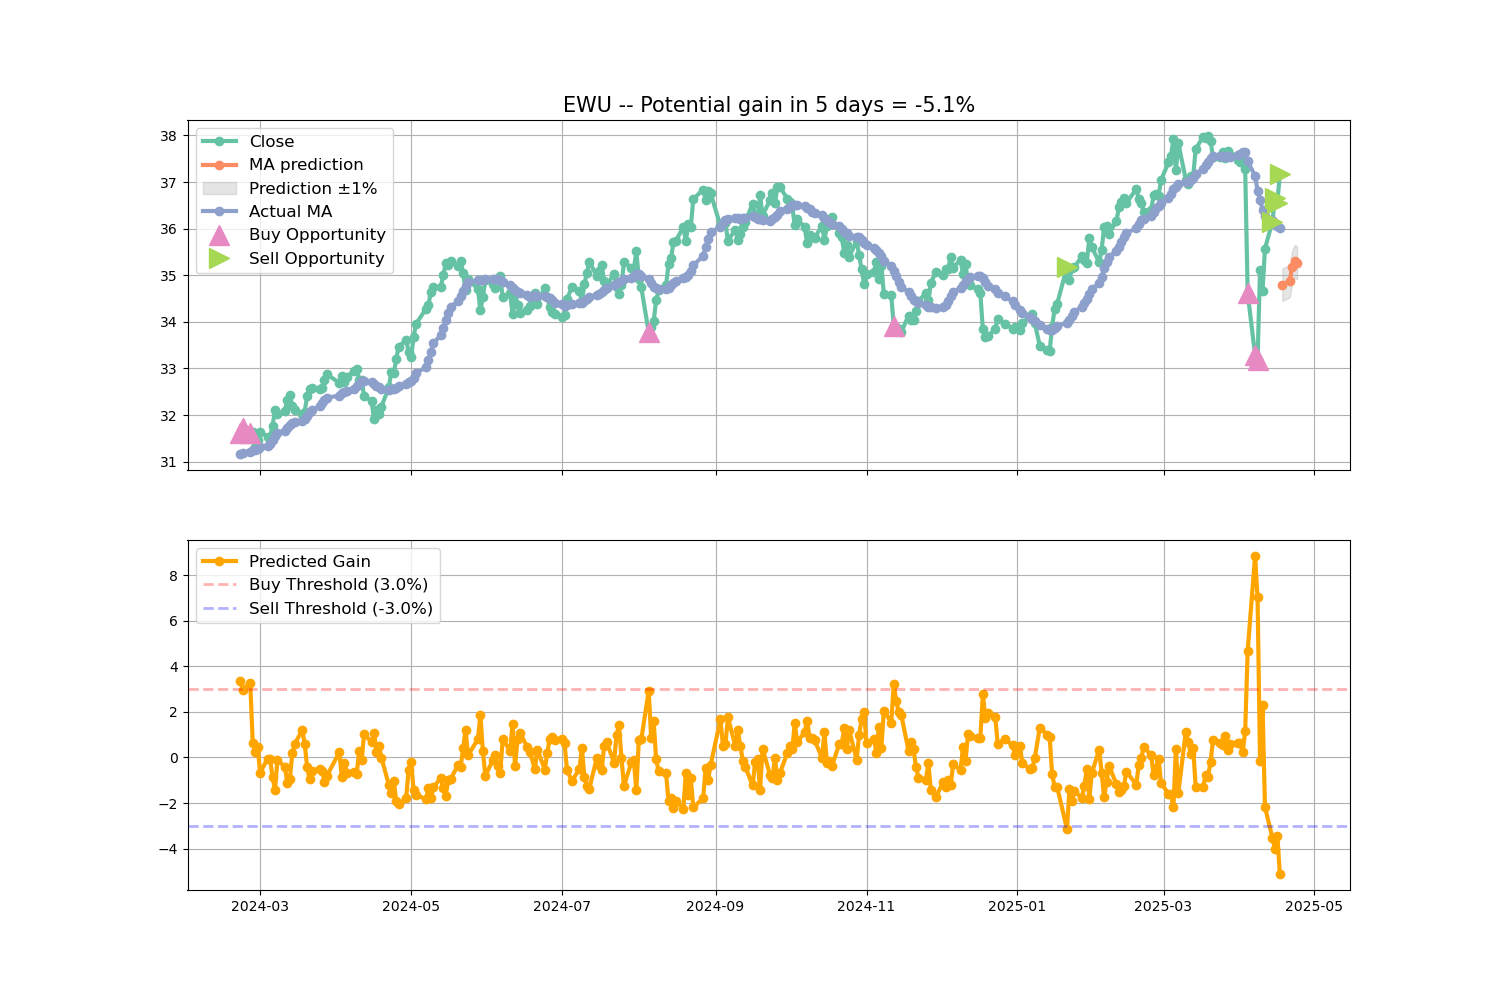 EWU -- Potential gain in 5 days = -5.1%
38
37
36
35
34
33
32
31
Close
MA prediction
Prediction ±1%
Actual MA
Buy Opportunity
Sell Opportunity
8
6
4
2
0
−2
−4
Predicted Gain
Buy Threshold (3.0%)
Sell Threshold (-3.0%)
2024-03
2024-05
2024-07
2024-09
2024-11
2025-01
2025-03
2025-05